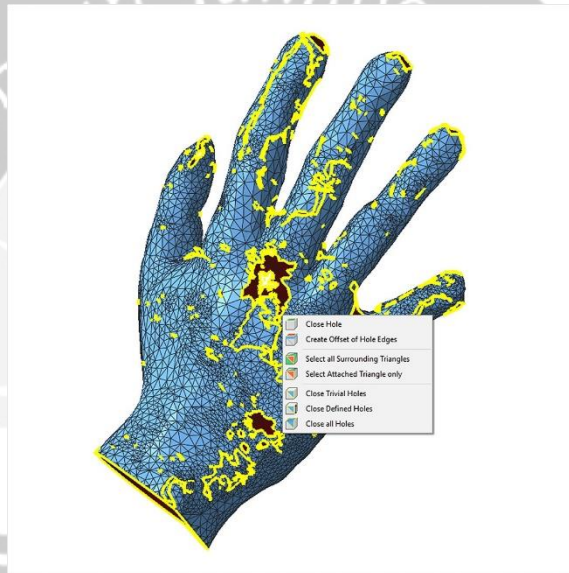 Close Hole
Create Offset of Hole Edges
Select all Surrounding Triangles
Select Attached Triangle only
Close Trivial Holes
Close Defined Holes
Close all Holes